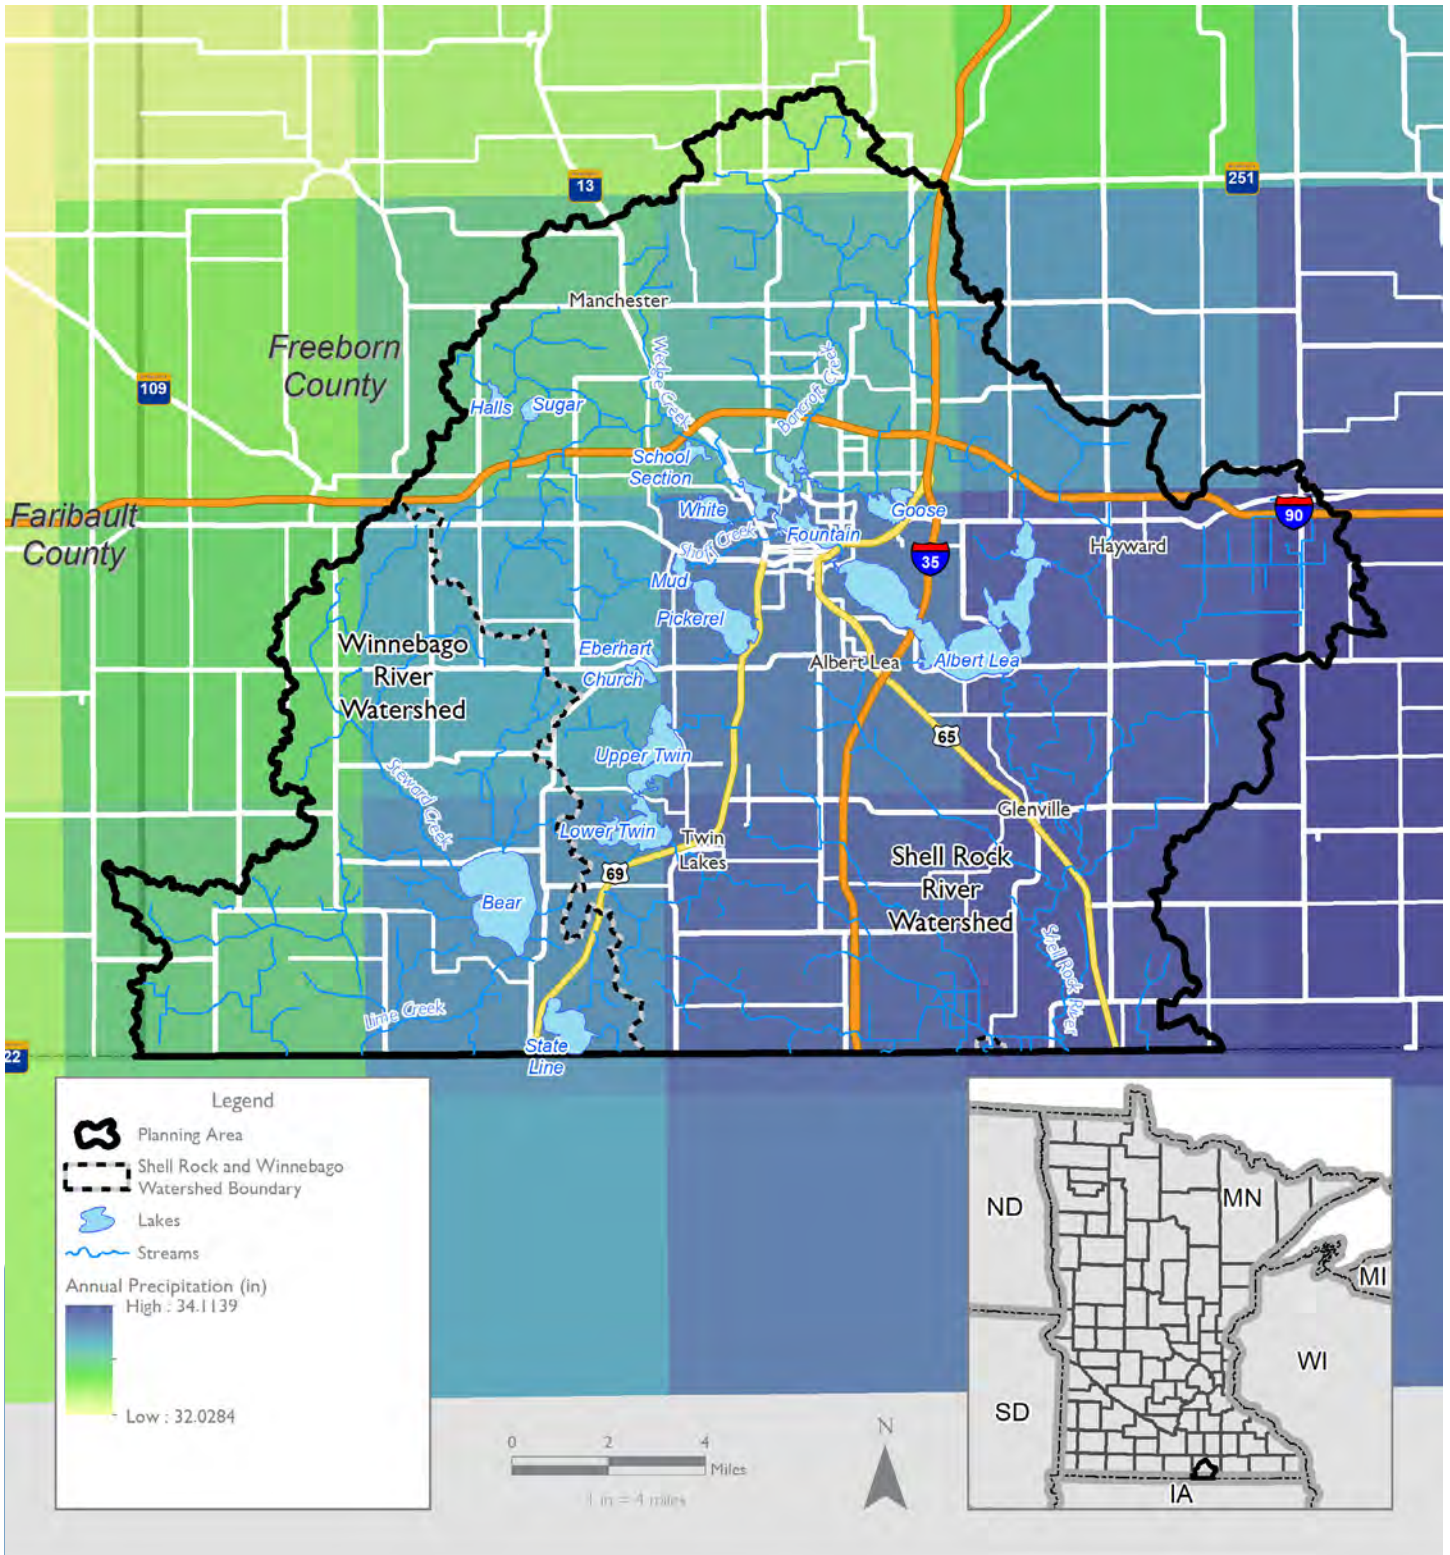 251
13
Manchester
Freeborn
County
109
Wedge Creek
Bancroft Creek
Halls
Sugar
School
Section
White
Goose
Fountain
Shoff Creek
Faribault
County
90
Hayward
35
Mud
Pickerel
Winnebago
River
Watershed
Eberhart
Church
Albert Lea
Albert Lea
65
Upper Twin
Steward Creek
Glenville
Lower Twin
Twin
Lakes
69
Shell Rock
River
Watershed
Bear
Shell Rock River
Lime Creek
State
Line
22
Legend
Planning Area
Shell Rock and Winnebago
Watershed Boundary
Lakes
Streams
Annual Precipitation (in)
High : 34.1139
Low : 32.0284
0 2 4
Miles
1 in = 4 miles
N
ND
MN
MI
WI
SD
IA